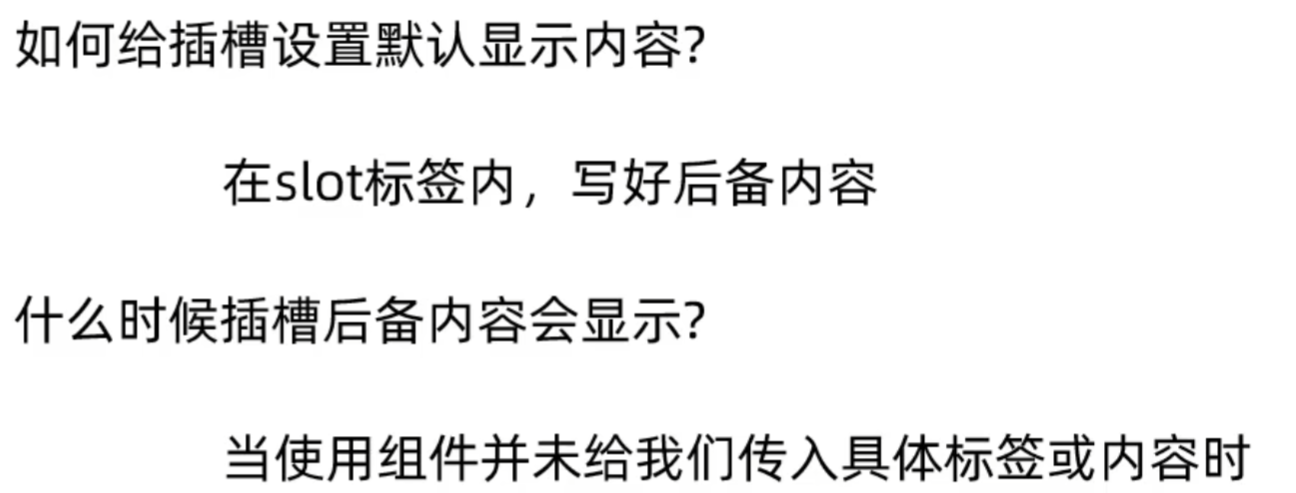 如何给插槽设置默认显示内容?
在slot标签内，写好后备内容
什么时候插槽后备内容会显示?
当使用组件并未给我们传入具体标签或内容时